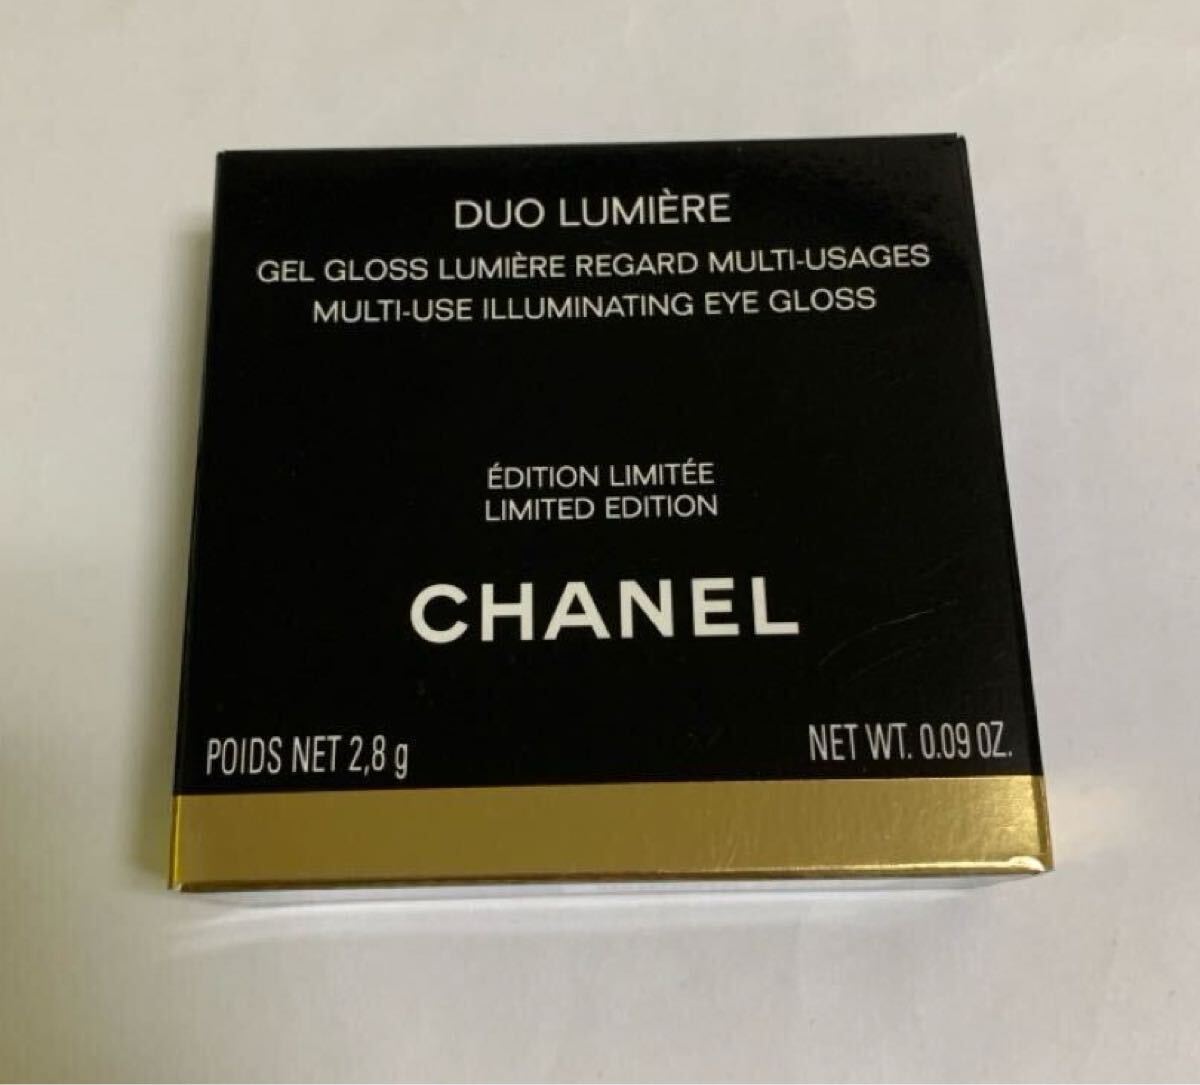 DUO LUMIÈRE
GEL GLOSS LUMIÈRE REGARD MULTI-USAGES
MULTI-USE ILLUMINATING EYE GLOSS
ÉDITION LIMITÉE
LIMITED EDITION
CHANEL
POIDS NET 2,8 g NET WT. 0.09 OZ.